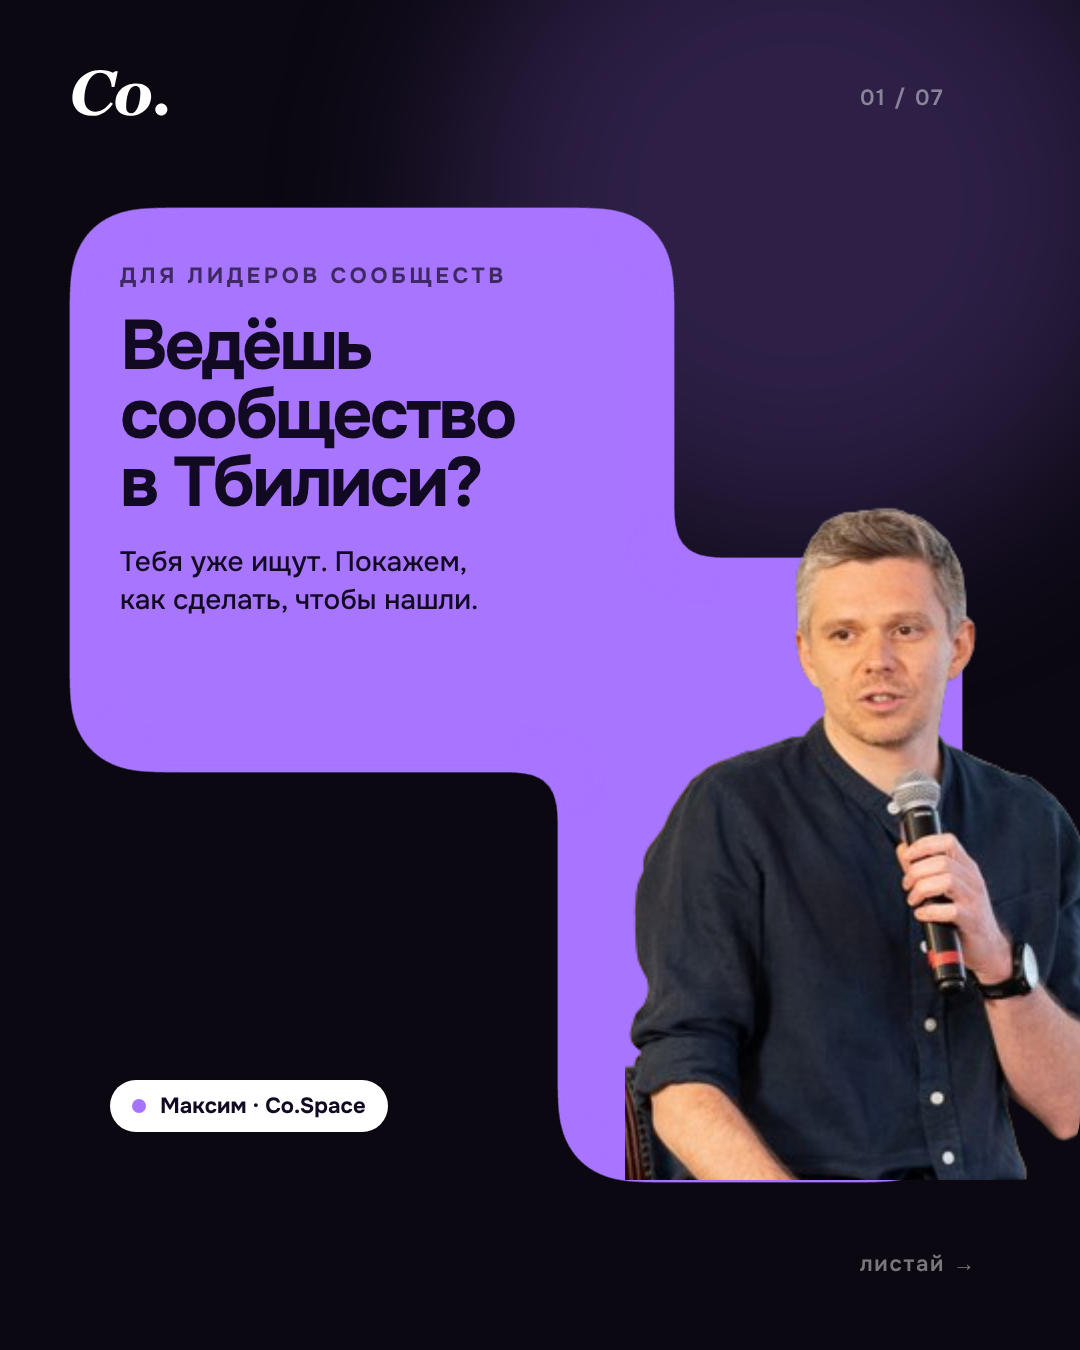 Co.
01 / 07
ДЛЯ ЛИДЕРОВ СООБЩЕСТВ
Ведёшь
сообщество
в Тбилиси?
Тебя уже ищут. Покажем,
как сделать, чтобы нашли.
Максим · Co.Space
листай →